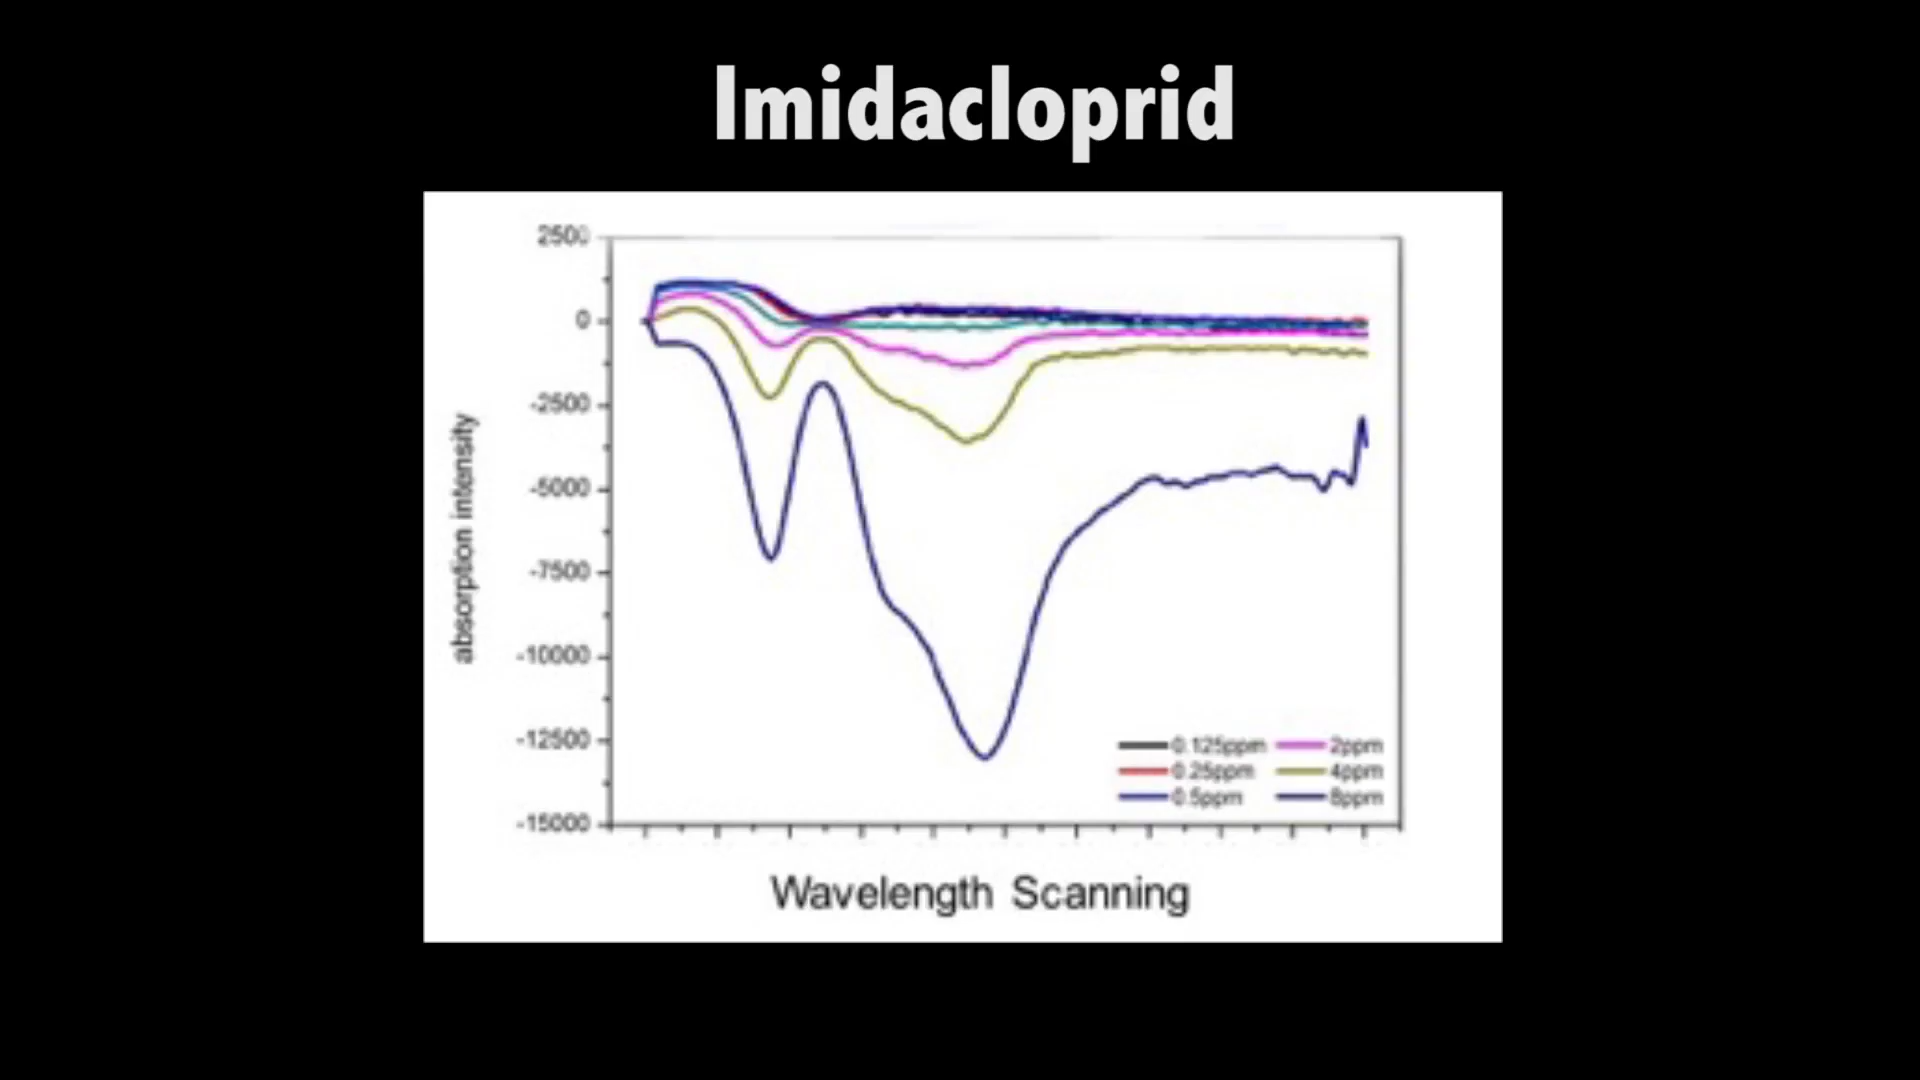 Imidacloprid
2500
0
-2500
-5000
-7500
-10000
-12500
-15000
absorption intensity
0.125ppm 2ppm
0.25ppm 4ppm
0.5ppm 8ppm
Wavelength Scanning